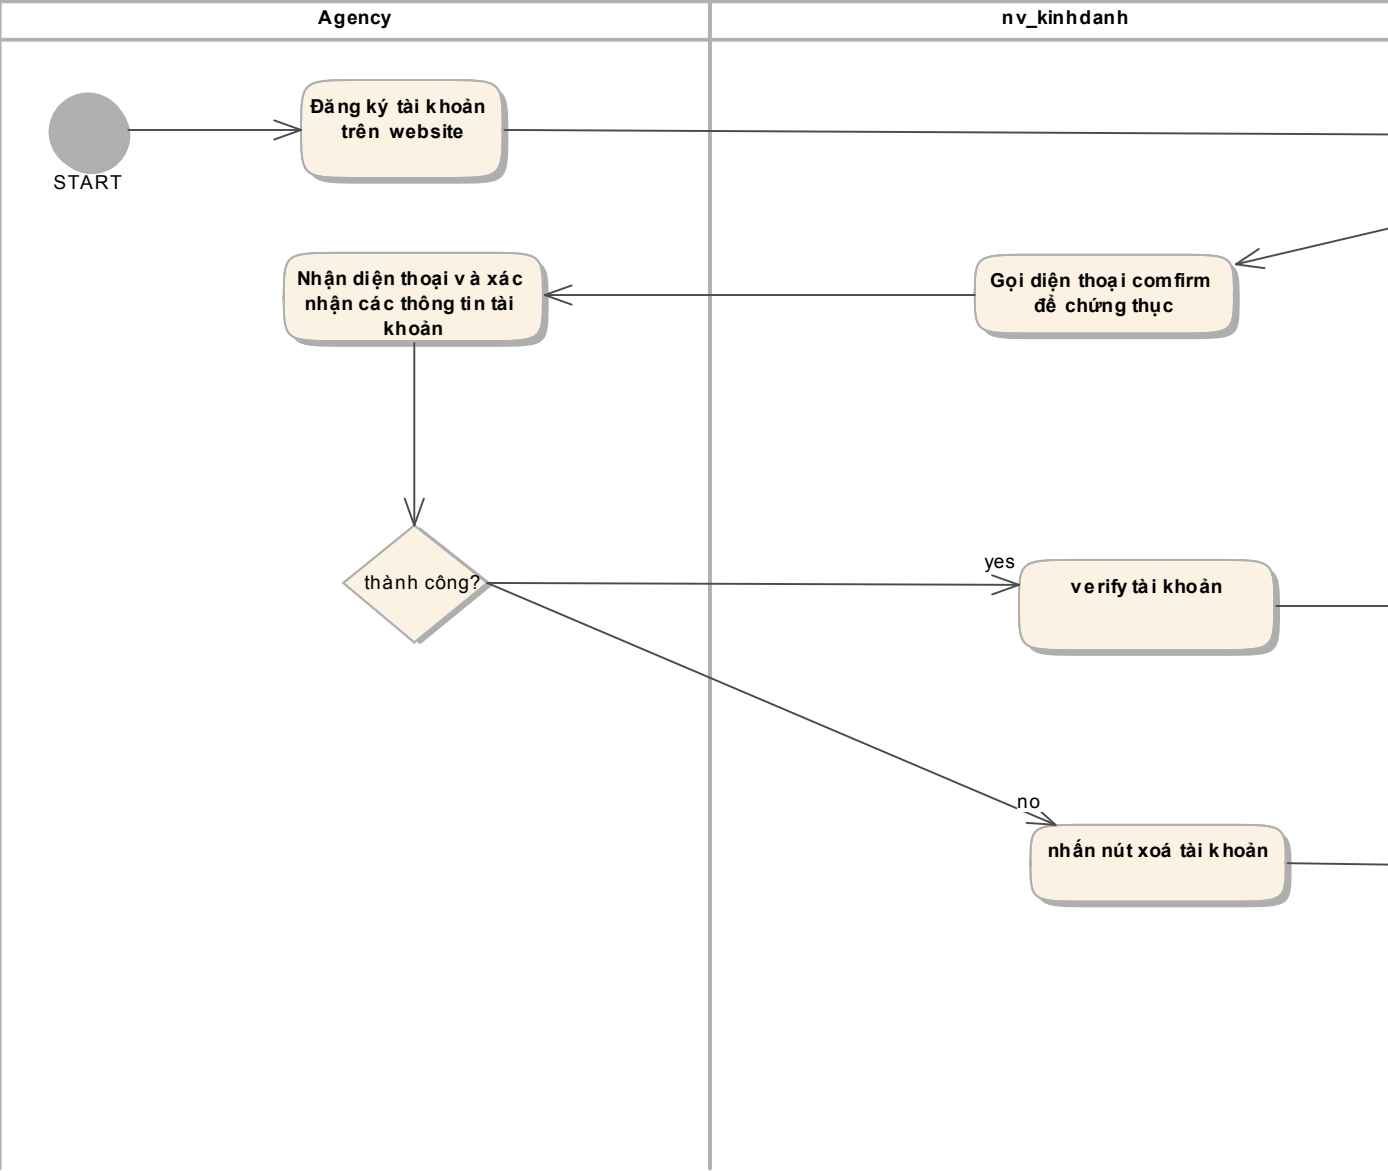 Agency
nv_kinhdanh
Đăng ký tài khoản
trên website
START
Nhận diện thoại và xác
nhận các thông tin tài
khoản
Gọi diện thoại comfirm
để chứng thục
thành công?
yes
verify tài khoản
no
nhấn nút xoá tài khoản